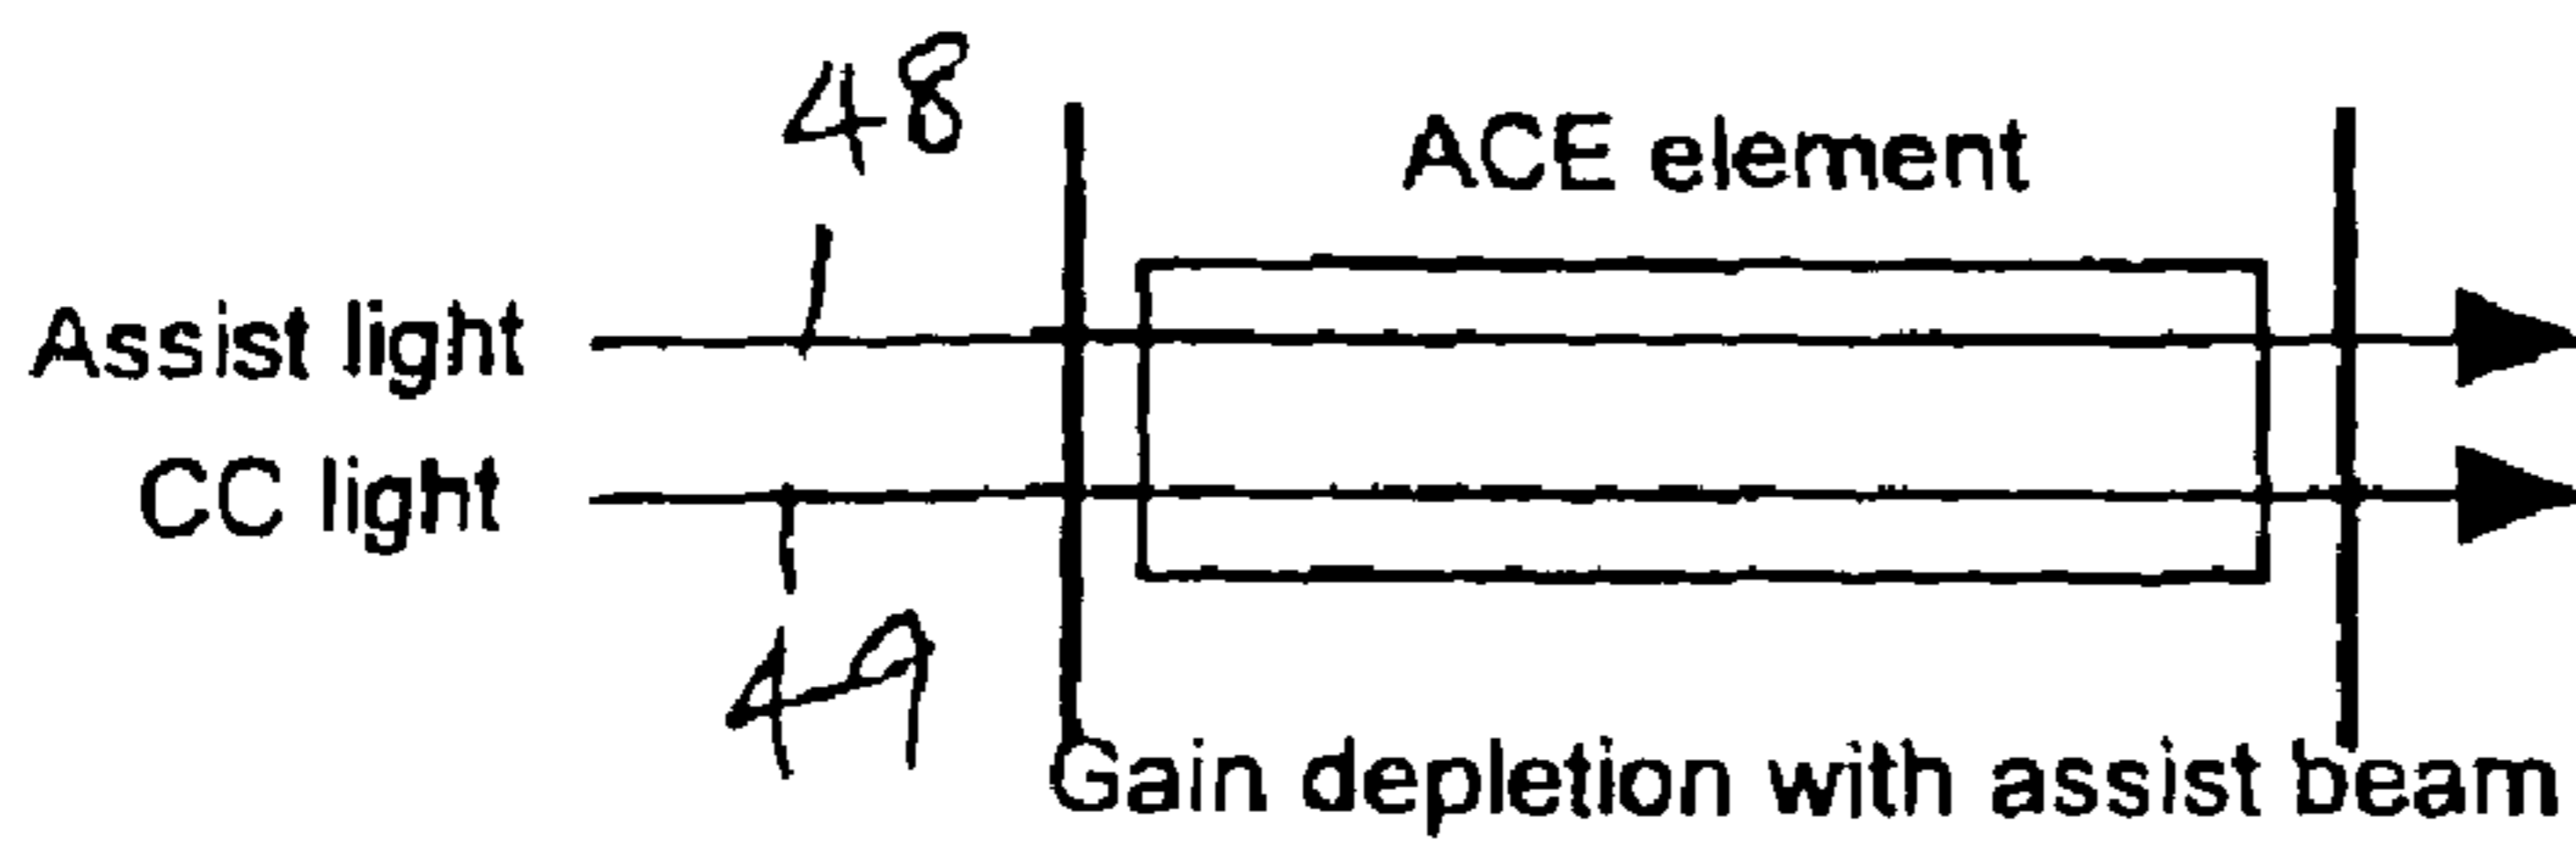 48
ACE element
Assist light
CC light
49
Gain depletion with assist beam